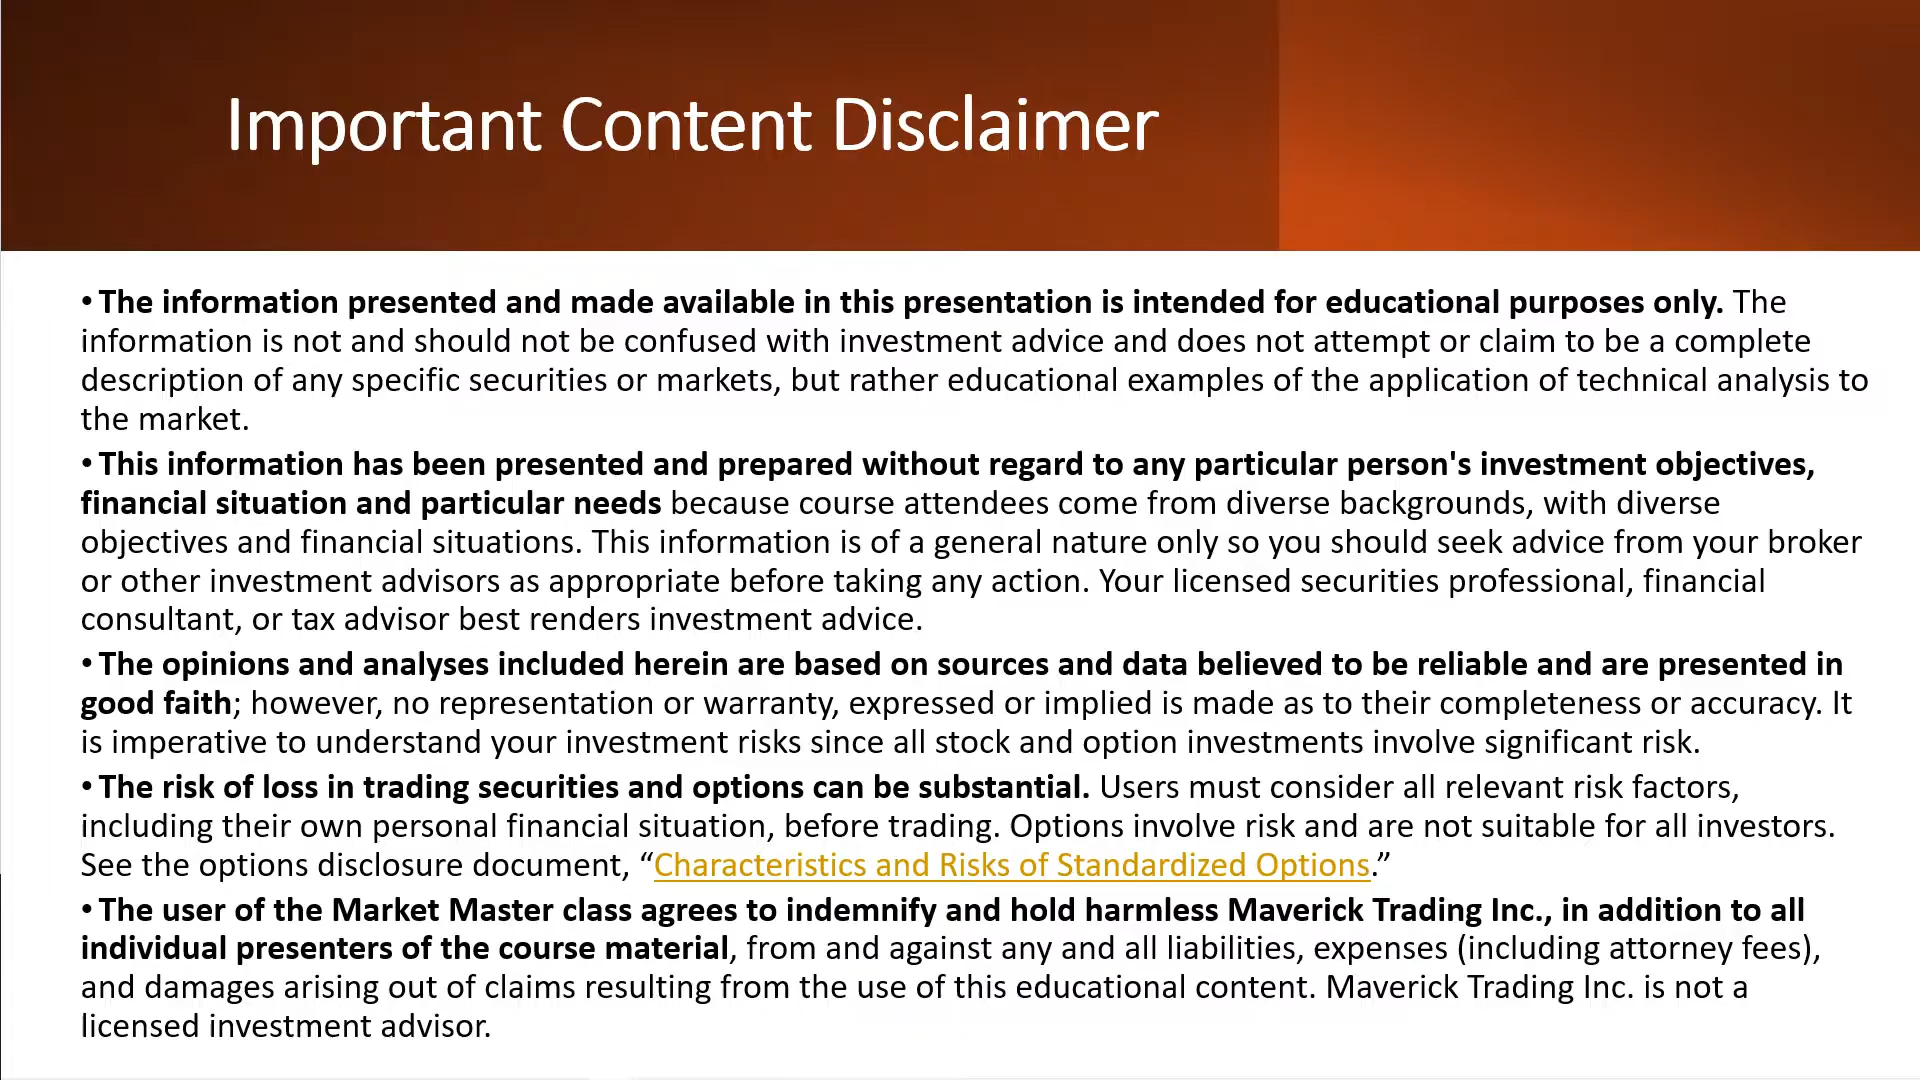 Important Content Disclaimer
• The information presented and made available in this presentation is intended for educational purposes only. The
information is not and should not be confused with investment advice and does not attempt or claim to be a complete
description of any specific securities or markets, but rather educational examples of the application of technical analysis to
the market.
• This information has been presented and prepared without regard to any particular person's investment objectives,
financial situation and particular needs because course attendees come from diverse backgrounds, with diverse
objectives and financial situations. This information is of a general nature only so you should seek advice from your broker
or other investment advisors as appropriate before taking any action. Your licensed securities professional, financial
consultant, or tax advisor best renders investment advice.
• The opinions and analyses included herein are based on sources and data believed to be reliable and are presented in
good faith; however, no representation or warranty, expressed or implied is made as to their completeness or accuracy. It
is imperative to understand your investment risks since all stock and option investments involve significant risk.
• The risk of loss in trading securities and options can be substantial. Users must consider all relevant risk factors,
including their own personal financial situation, before trading. Options involve risk and are not suitable for all investors.
See the options disclosure document, “Characteristics and Risks of Standardized Options.”
• The user of the Market Master class agrees to indemnify and hold harmless Maverick Trading Inc., in addition to all
individual presenters of the course material, from and against any and all liabilities, expenses (including attorney fees),
and damages arising out of claims resulting from the use of this educational content. Maverick Trading Inc. is not a
licensed investment advisor.